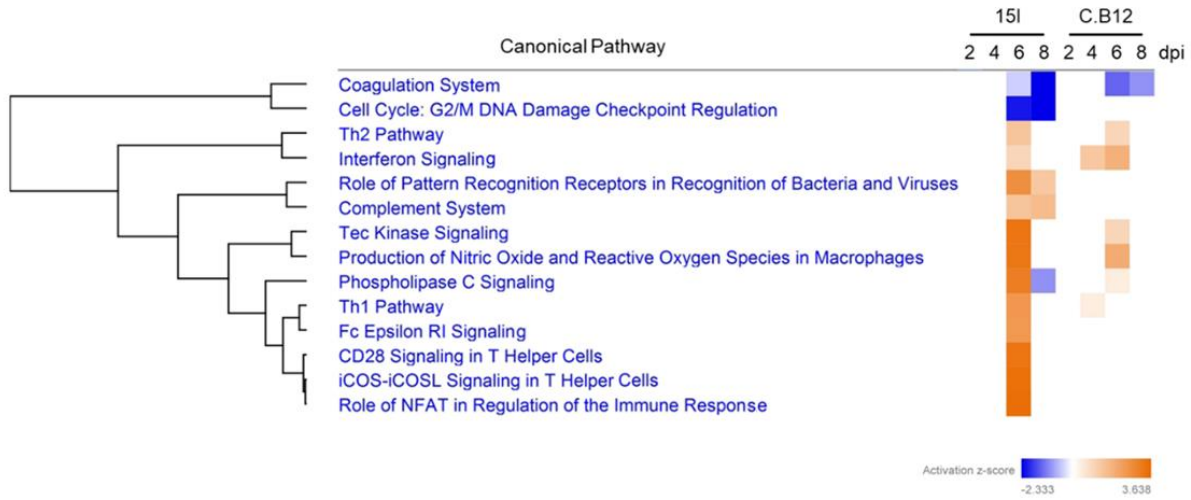 15I C.B12
Canonical Pathway 2 4 6 8 2 4 6 8 dpi
Coagulation System
Cell Cycle: G2/M DNA Damage Checkpoint Regulation
Th2 Pathway
Interferon Signaling
Role of Pattern Recognition Receptors in Recognition of Bacteria and Viruses
Complement System
Tec Kinase Signaling
Production of Nitric Oxide and Reactive Oxygen Species in Macrophages
Phospholipase C Signaling
Th1 Pathway
Fc Epsilon RI Signaling
CD28 Signaling in T Helper Cells
iCOS-iCOSL Signaling in T Helper Cells
Role of NFAT in Regulation of the Immune Response
Activation z-score
-2.333 3.638